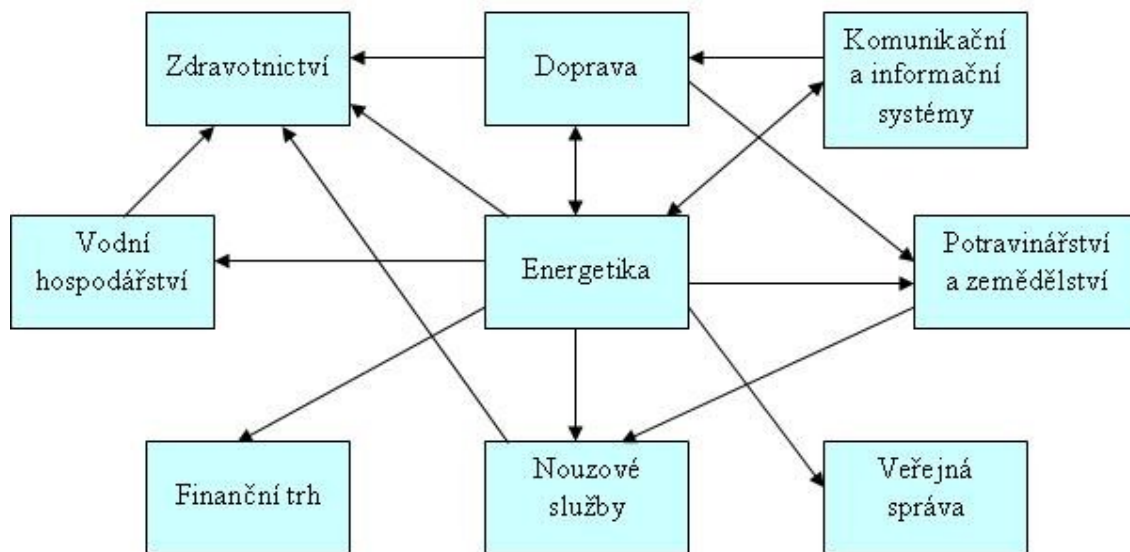 Zdravotnictví
Doprava
Komunikační
a informační
systémy
Vodní
hospodářství
Energetika
Potravinářství
a zemědělství
Finanční trh
Nouzové
služby
Veřejná
správa